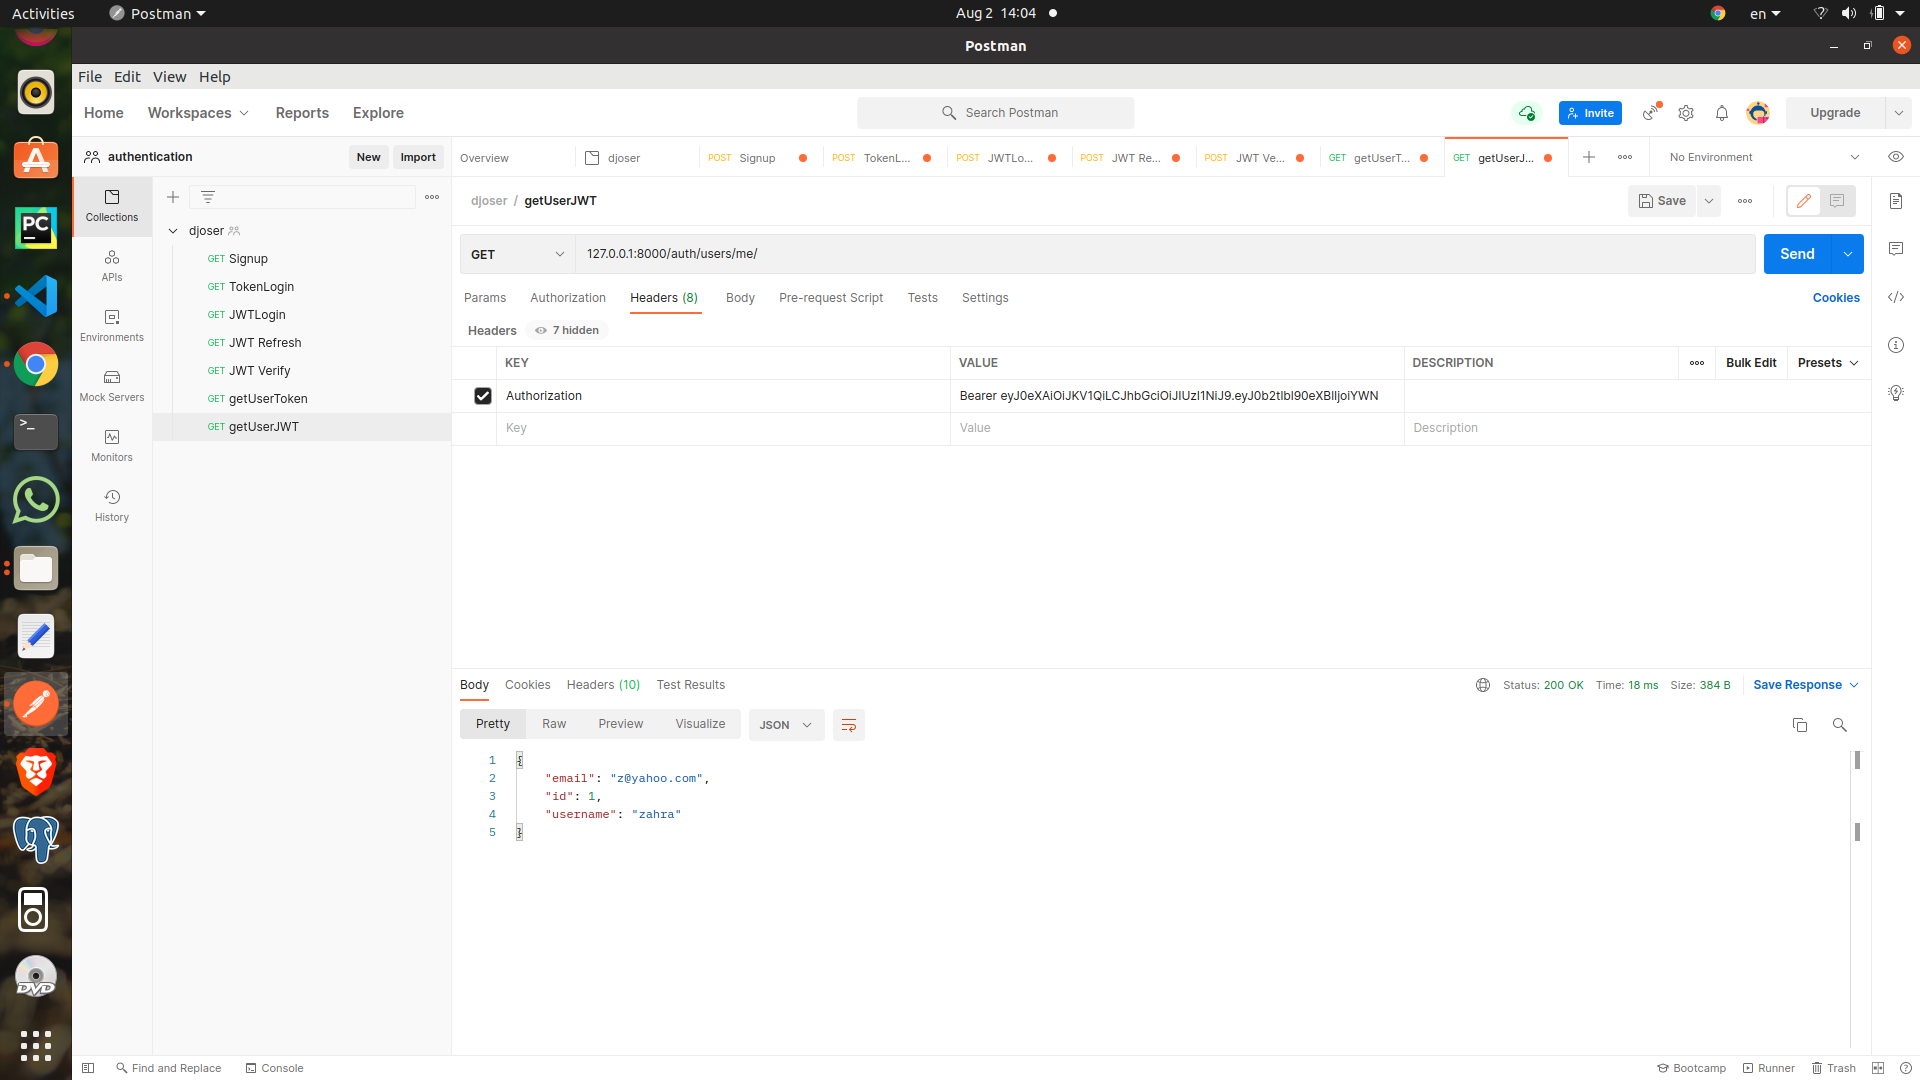 Activities
Postman
Aug 2 14:04
en
Postman
File Edit View Help
Home Workspaces Reports Explore
Search Postman
Invite
Upgrade
authentication
New
Import
Overview
djoser
POST Signup
POST TokenL...
POST JWTLo...
POST JWT Re...
POST JWT Ve...
GET getUserT...
GET getUserJ...
No Environment
Collections
APIs
Environments
Mock Servers
Monitors
History
djoser
GET Signup
GET TokenLogin
GET JWTLogin
GET JWT Refresh
GET JWT Verify
GET getUserToken
GET getUserJWT
djoser / getUserJWT
Save
GET
127.0.0.1:8000/auth/users/me/
Send
Params Authorization Headers (8) Body Pre-request Script Tests Settings
Cookies
Headers 7 hidden
KEY VALUE DESCRIPTION
Bulk Edit Presets
Authorization Bearer eyJ0eXAiOiJKV1QiLCJhbGciOiJIUzI1NiJ9.eyJ0b2tlbl90eXBlIjoiYWN
Key Value Description
Body Cookies Headers (10) Test Results
Status: 200 OK Time: 18 ms Size: 384 B Save Response
Pretty Raw Preview Visualize JSON
1 {
2 "email": "z@yahoo.com",
3 "id": 1,
4 "username": "zahra"
5 }
PC
>_
DVD
Find and Replace Console
Bootcamp Runner Trash